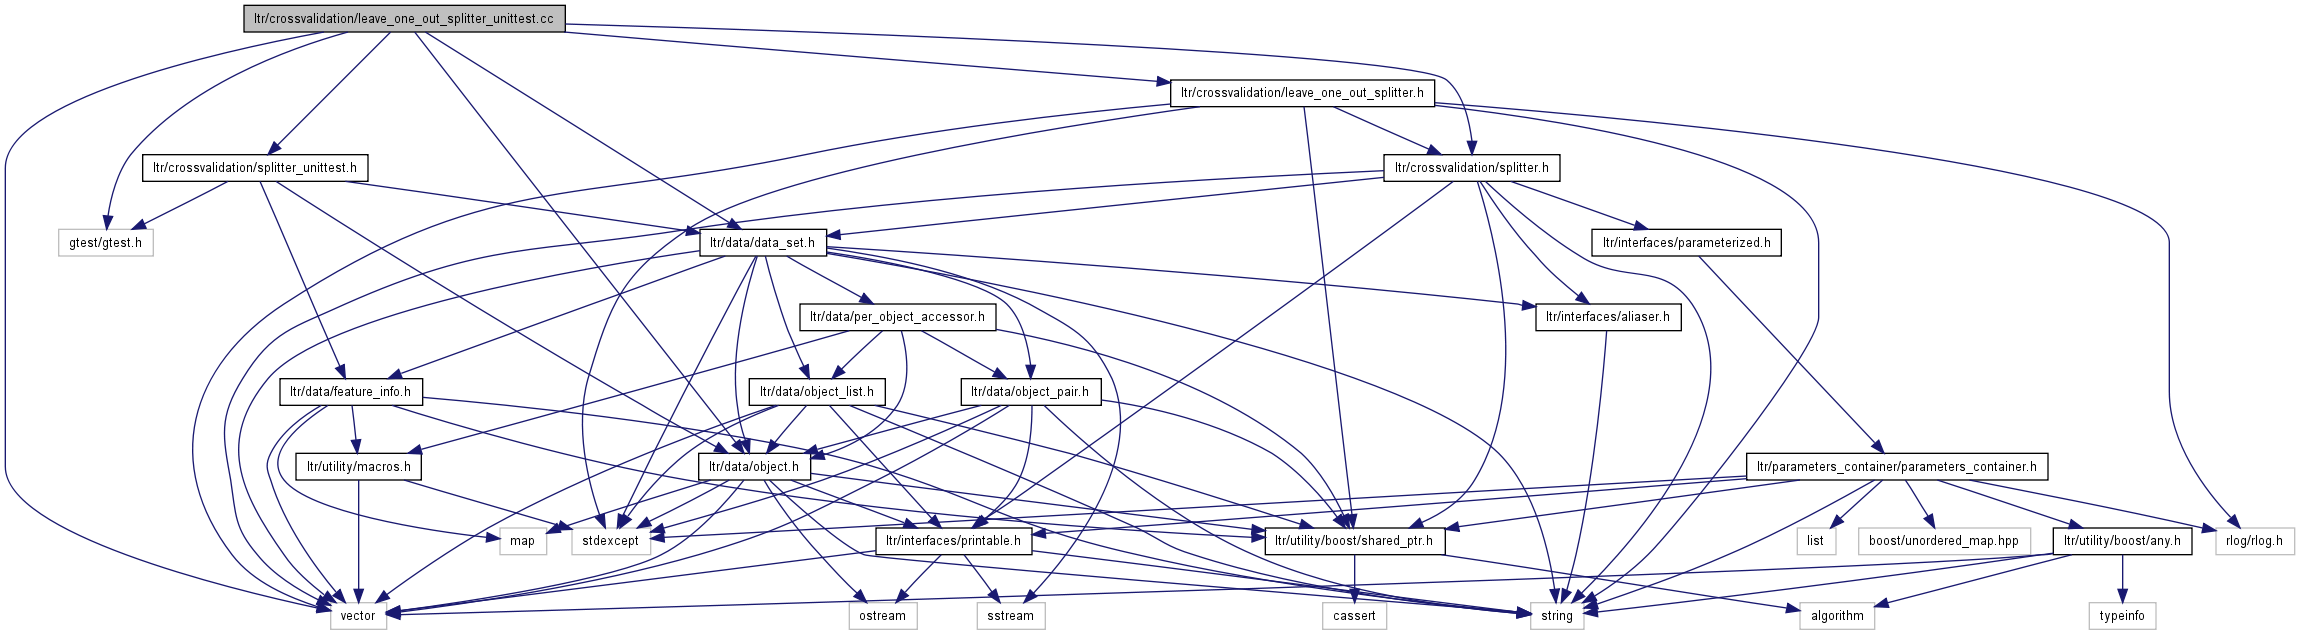 ltr/crossvalidation/leave_one_out_splitter_unittest.cc
ltr/crossvalidation/leave_one_out_splitter.h
ltr/crossvalidation/splitter_unittest.h
ltr/crossvalidation/splitter.h
gtest/gtest.h
ltr/data/data_set.h
ltr/interfaces/parameterized.h
ltr/data/per_object_accessor.h
ltr/interfaces/aliaser.h
ltr/data/feature_info.h
ltr/data/object_list.h
ltr/data/object_pair.h
ltr/utility/macros.h
ltr/data/object.h
ltr/parameters_container/parameters_container.h
map
stdexcept
ltr/interfaces/printable.h
ltr/utility/boost/shared_ptr.h
list
boost/unordered_map.hpp
ltr/utility/boost/any.h
rlog/rlog.h
vector
ostream
sstream
cassert
string
algorithm
typeinfo